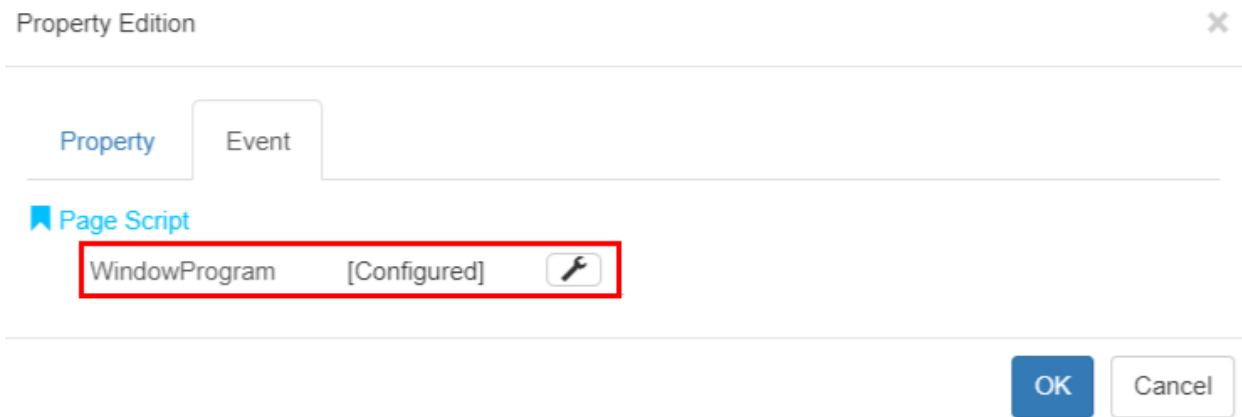 Property Edition
Property Event
Page Script
WindowProgram [Configured]
OK Cancel